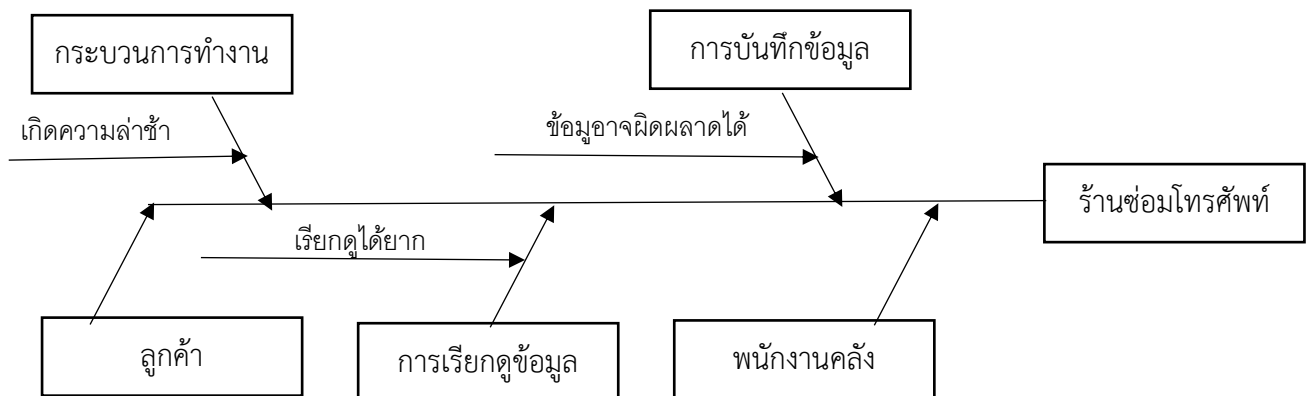 กระบวนการทำงาน
การบันทึกข้อมูล
เกิดความล่าช้า
ข้อมูอาจผิดผลาดได้
ร้านซ่อมโทรศัพท์
เรียกดูได้ยาก
ลูกค้า
การเรียกดูข้อมูล
พนักงานคลัง